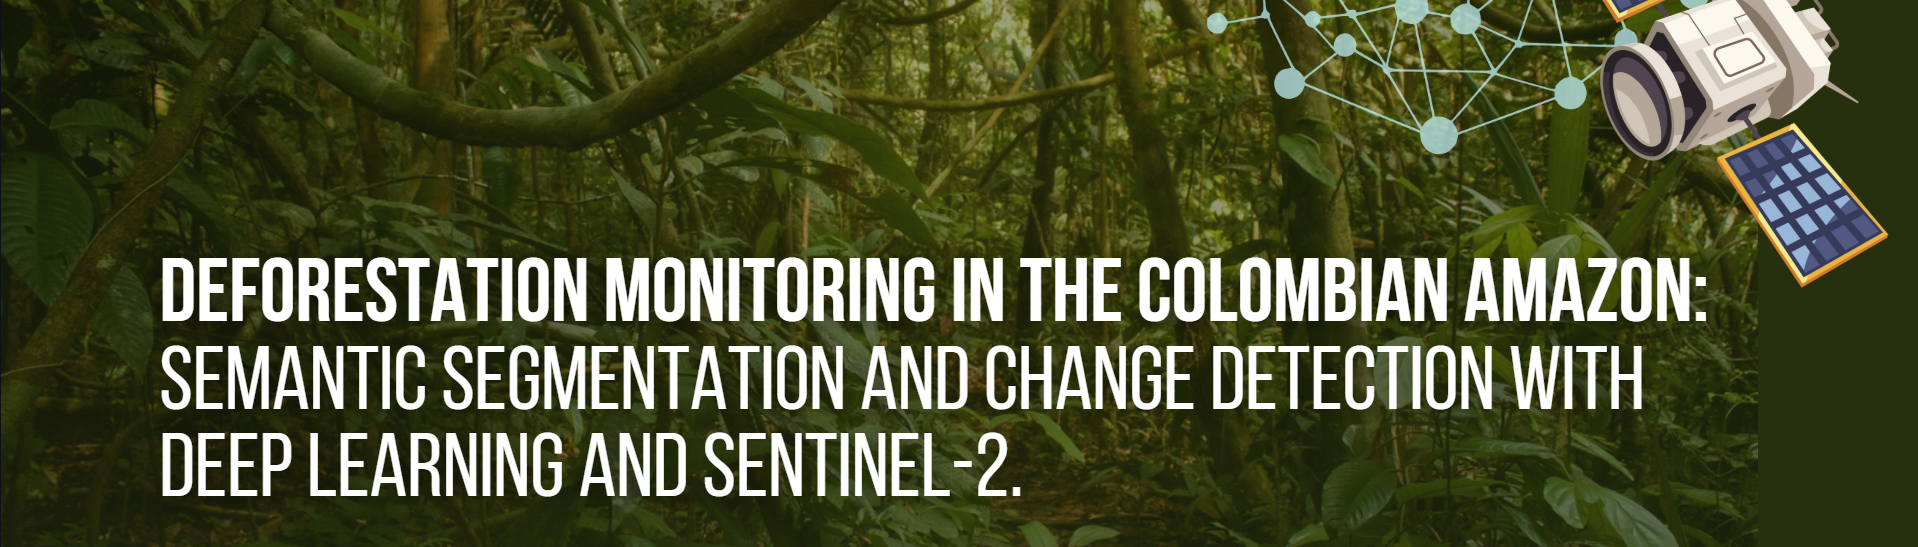 DEFORESTATION MONITORING IN THE COLOMBIAN AMAZON:
SEMANTIC SEGMENTATION AND CHANGE DETECTION WITH
DEEP LEARNING AND SENTINEL-2.